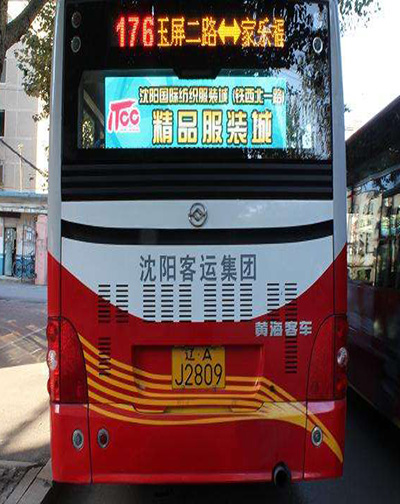 176 玉屏二路↔家乐福
沈阳国际纺织服装城(铁西北一路)
ITCC
精品服装城
沈阳客运集团
黄海客车
辽·A
J2809